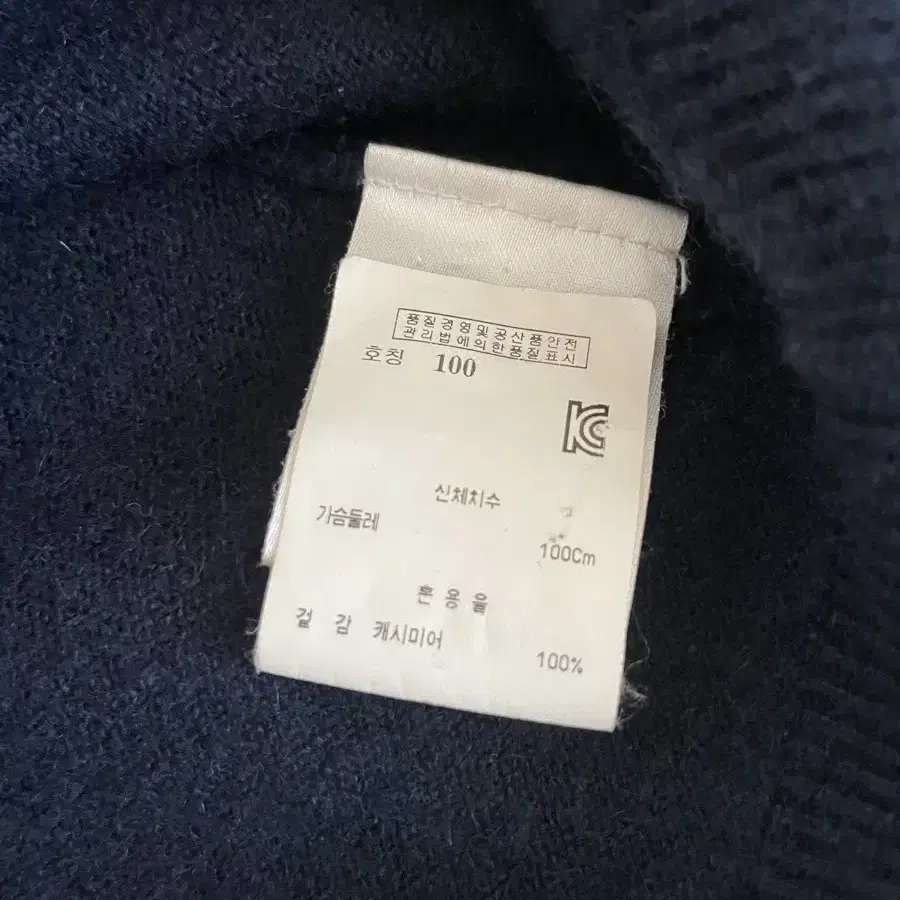 품질경영및공산품안전
관리법에의한품질표시
호칭 100
KC
신체치수
가슴둘레 100Cm
혼용율
겉감 캐시미어 100%